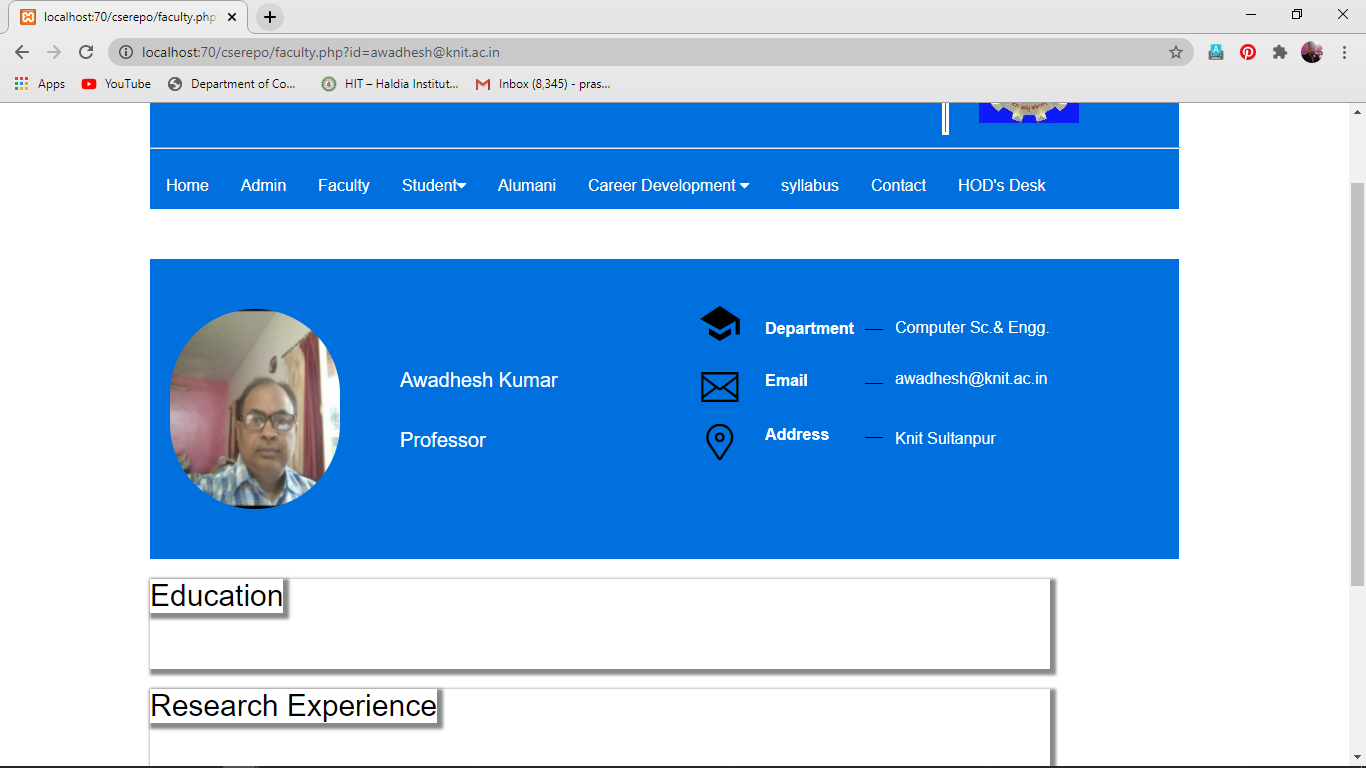 localhost:70/cserepo/faculty.php
localhost:70/cserepo/faculty.php?id=awadhesh@knit.ac.in
Apps YouTube Department of Co... HIT – Haldia Institut... Inbox (8,345) - pras...
Home Admin Faculty Student Alumani Career Development syllabus Contact HOD's Desk
Department — Computer Sc.& Engg.
Awadhesh Kumar
Email — awadhesh@knit.ac.in
Professor
Address — Knit Sultanpur
Education
Research Experience